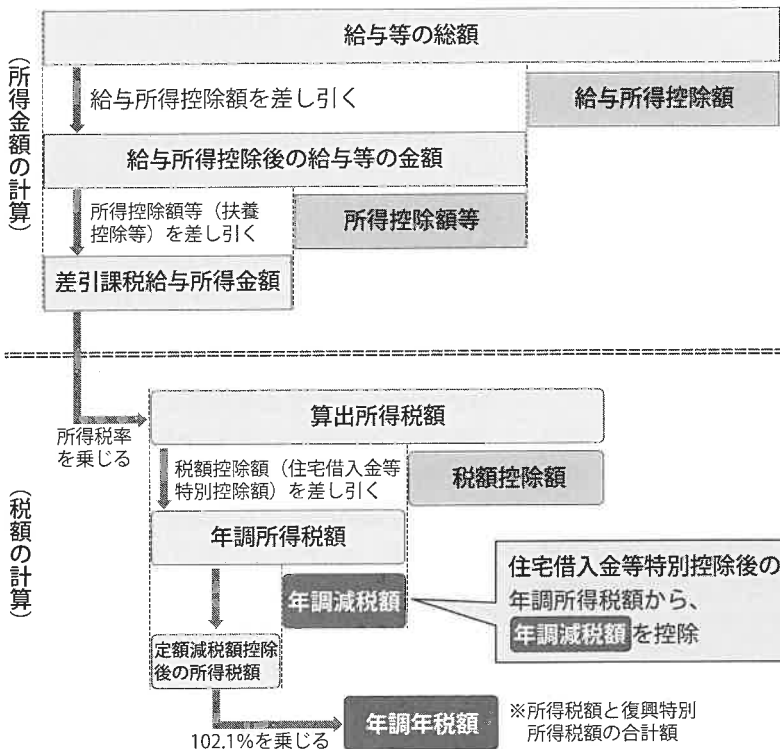 (所得金額の計算)
給与等の総額
給与所得控除額を差し引く
給与所得控除額
給与所得控除後の給与等の金額
所得控除額等（扶養
控除等）を差し引く
所得控除額等
差引課税給与所得金額
(税額の計算)
所得税率
を乗じる
算出所得税額
税額控除額（住宅借入金等
特別控除額）を差し引く
税額控除額
年調所得税額
年調減税額
住宅借入金等特別控除後の
年調所得税額から、
年調減税額を控除
定額減税額控除
後の所得税額
102.1%を乗じる
年調年税額
※所得税額と復興特別
所得税額の合計額